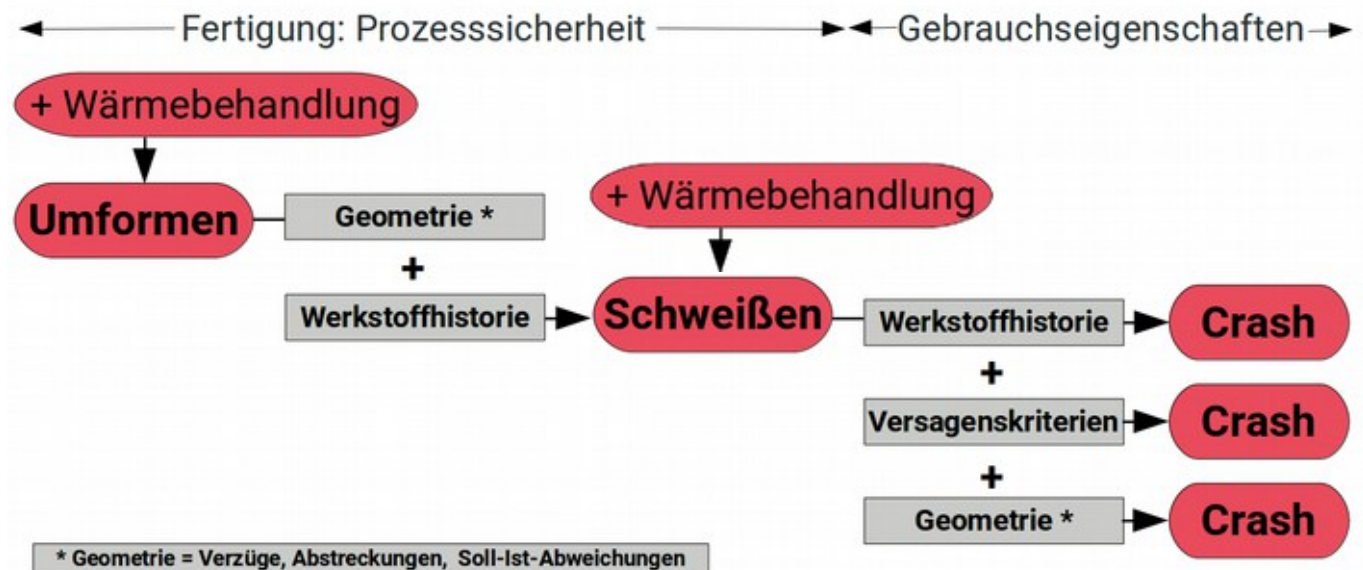 Fertigung: Prozesssicherheit
Gebrauchseigenschaften
+ Wärmebehandlung
Umformen
Geometrie *
+
Werkstoffhistorie
+ Wärmebehandlung
Schweißen
Werkstoffhistorie
Crash
+
Versagenskriterien
Crash
+
Geometrie *
Crash
* Geometrie = Verzüge, Abstreckungen, Soll-Ist-Abweichungen